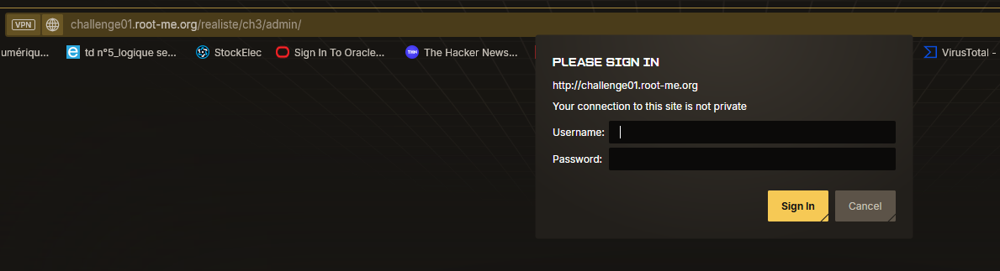 VPN challenge01.root-me.org/realiste/ch3/admin/
umériqu... td n°5_logique se... StockElec Sign In To Oracle... The Hacker News... VirusTotal -
PLEASE SIGN IN
http://challenge01.root-me.org
Your connection to this site is not private
Username:
Password:
Sign In Cancel